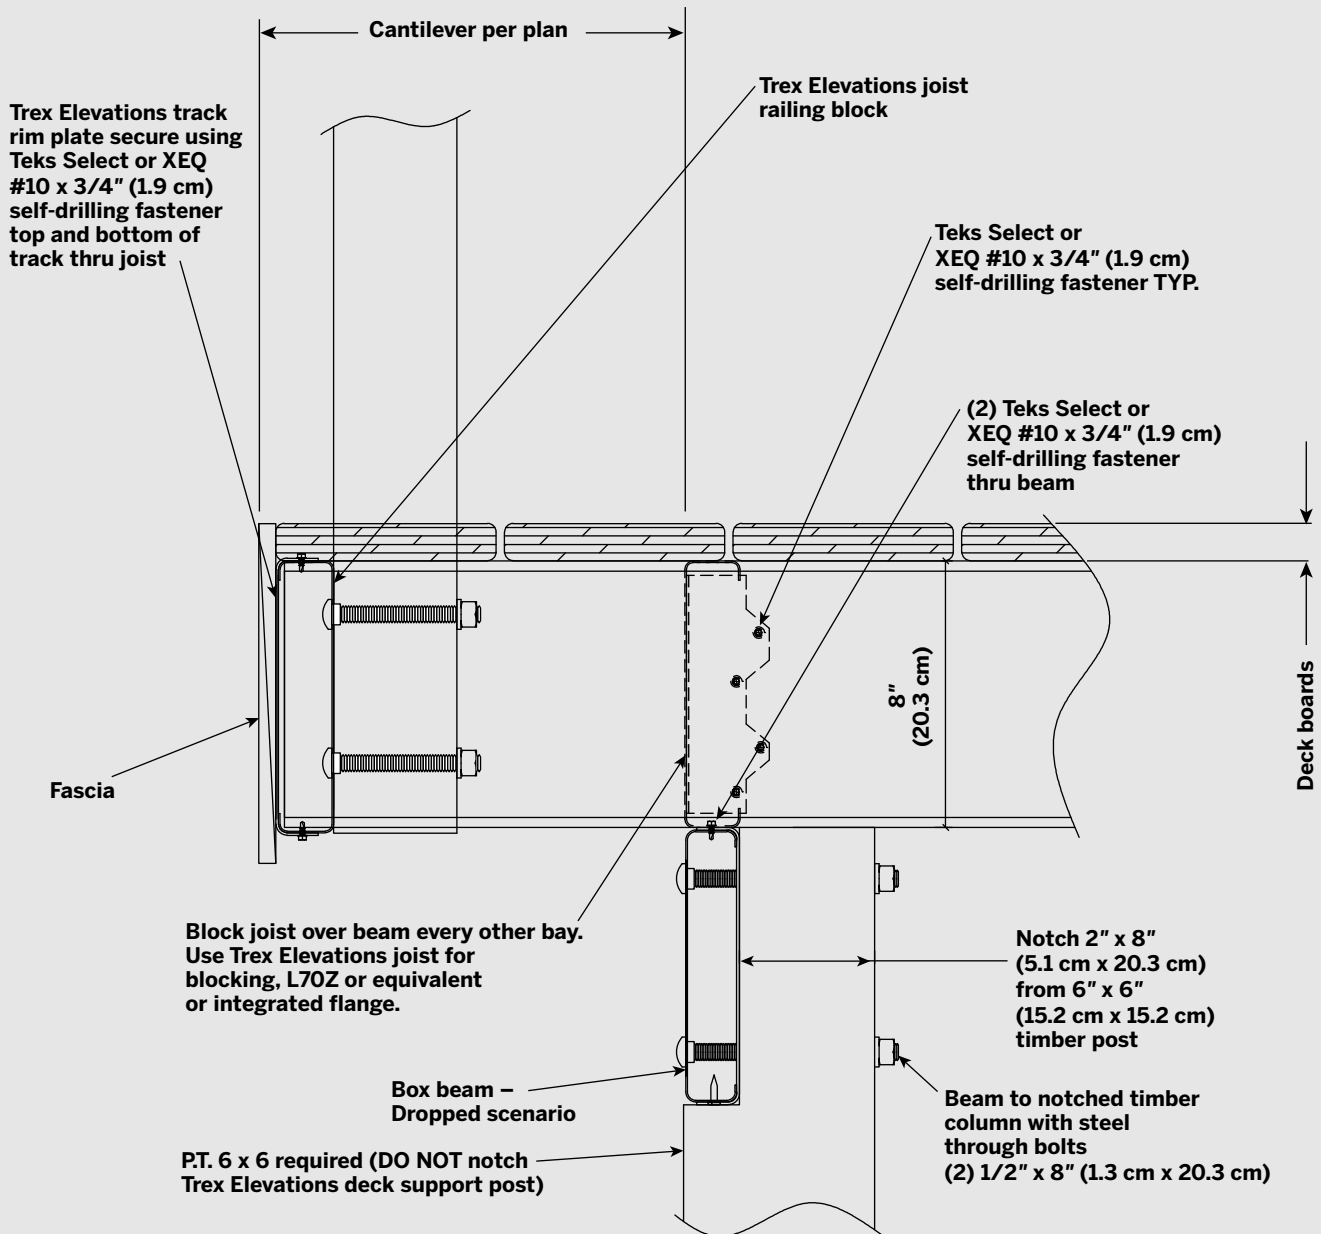 Cantilever per plan
Trex Elevations track
rim plate secure using
Teks Select or XEQ
#10 x 3/4" (1.9 cm)
self-drilling fastener
top and bottom of
track thru joist
Trex Elevations joist
railing block
Teks Select or
XEQ #10 x 3/4" (1.9 cm)
self-drilling fastener TYP.
(2) Teks Select or
XEQ #10 x 3/4" (1.9 cm)
self-drilling fastener
thru beam
8"
(20.3 cm)
Deck boards
Fascia
Block joist over beam every other bay.
Use Trex Elevations joist for
blocking, L70Z or equivalent
or integrated flange.
Notch 2" x 8"
(5.1 cm x 20.3 cm)
from 6" x 6"
(15.2 cm x 15.2 cm)
timber post
Box beam –
Dropped scenario
Beam to notched timber
column with steel
through bolts
(2) 1/2" x 8" (1.3 cm x 20.3 cm)
P.T. 6 x 6 required (DO NOT notch
Trex Elevations deck support post)